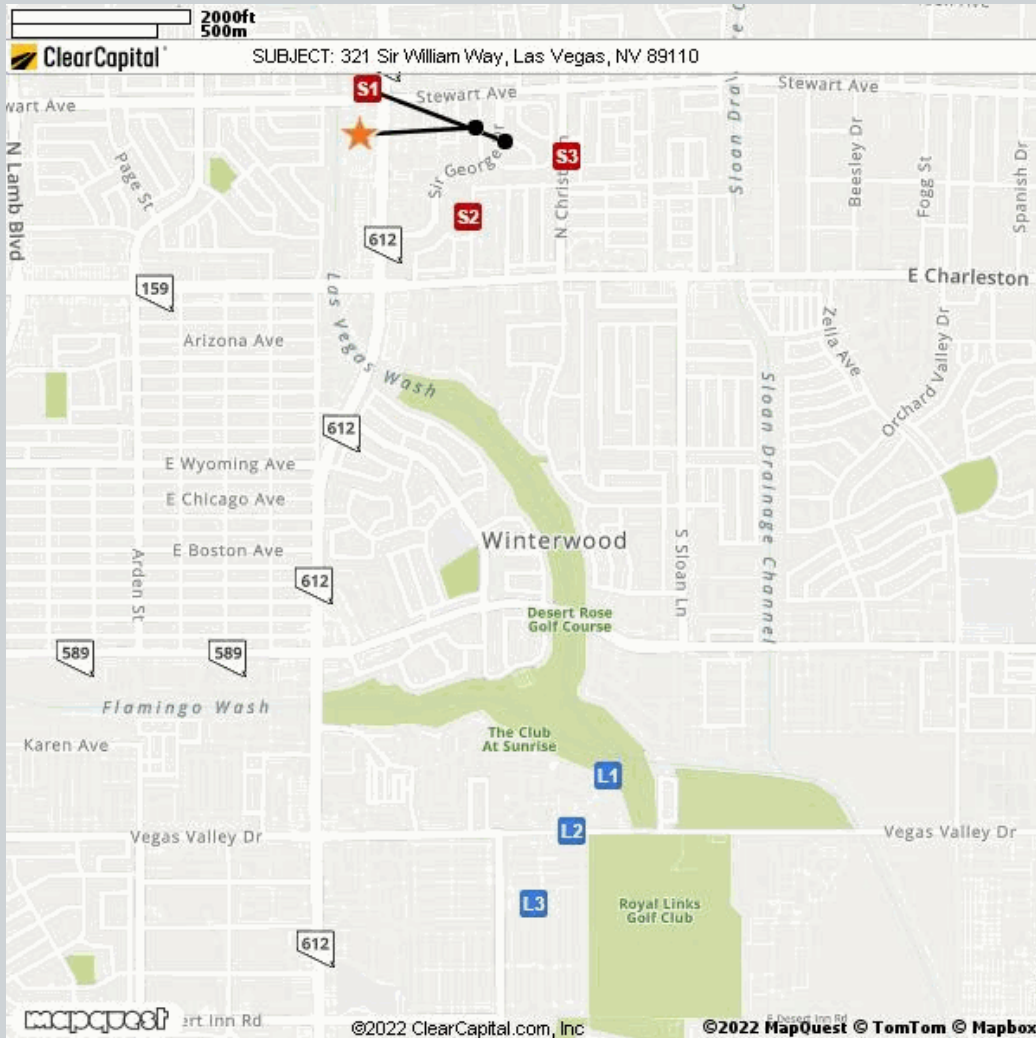 2000ft
500m
ClearCapital
SUBJECT: 321 Sir William Way, Las Vegas, NV 89110
S1
Stewart Ave
Stewart Ave
wart Ave
Sloan Dra
N Lamb Blvd
Page St
Sir George Dr
S3
N Christ
Beesley Dr
Fogg St
Spanish Dr
S2
612
E Charleston
159
Las Vegas Wash
Arizona Ave
Zella Ave
Orchard Valley Dr
Sloan Drainage Channel
612
E Wyoming Ave
E Chicago Ave
Winterwood
E Boston Ave
S Sloan Ln
Arden St
612
Desert Rose
Golf Course
589
589
Flamingo Wash
Karen Ave
The Club
At Sunrise
L1
L2
Vegas Valley Dr
Vegas Valley Dr
L3
Royal Links
Golf Club
612
mapquest
ert Inn Rd
E Desert Inn Rd
©2022 ClearCapital.com, Inc
©2022 MapQuest © TomTom © Mapbox